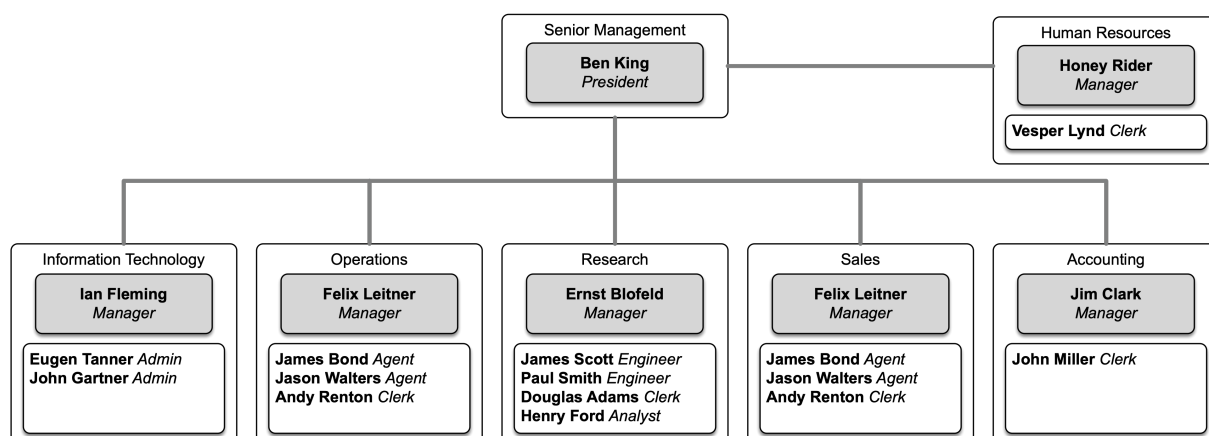 Senior Management
Ben King
President
Human Resources
Honey Rider
Manager
Vesper Lynd Clerk
Information Technology
Ian Fleming
Manager
Eugen Tanner Admin
John Gartner Admin
Operations
Felix Leitner
Manager
James Bond Agent
Jason Walters Agent
Andy Renton Clerk
Research
Ernst Blofeld
Manager
James Scott Engineer
Paul Smith Engineer
Douglas Adams Clerk
Henry Ford Analyst
Sales
Felix Leitner
Manager
James Bond Agent
Jason Walters Agent
Andy Renton Clerk
Accounting
Jim Clark
Manager
John Miller Clerk